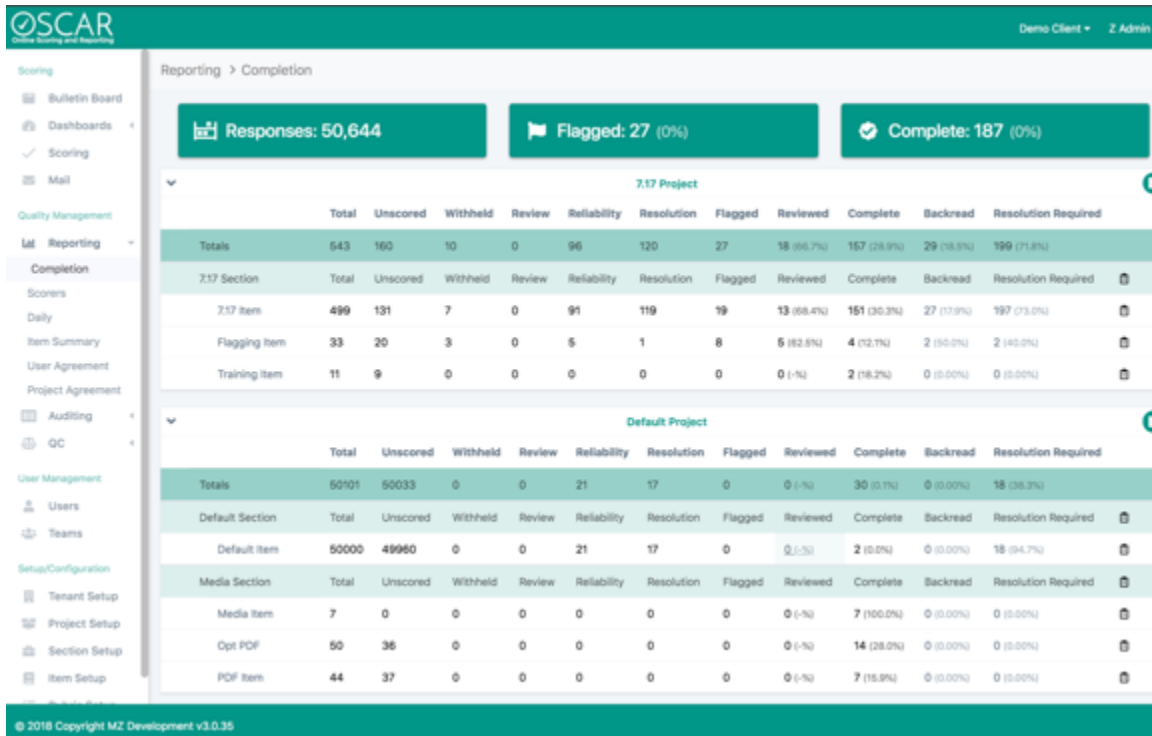 OSCAR
Online Scoring and Reporting
Demo Client Z Admin
Scoring
Bulletin Board
Dashboards
Scoring
Mail
Quality Management
Reporting
Completion
Scorers
Daily
Item Summary
User Agreement
Project Agreement
Auditing
QC
User Management
Users
Teams
Setup/Configuration
Tenant Setup
Project Setup
Section Setup
Item Setup
Reporting > Completion
Responses: 50,644 Flagged: 27 (0%) Complete: 187 (0%)
7.17 Project
Total Unscored Withheld Review Reliability Resolution Flagged Reviewed Complete Backread Resolution Required
Totals 543 160 10 0 96 120 27 18 (66.7%) 157 (28.9%) 29 (18.5%) 199 (71.8%)
7.17 Section Total Unscored Withheld Review Reliability Resolution Flagged Reviewed Complete Backread Resolution Required
7.17 Item 499 131 7 0 91 119 19 13 (68.4%) 151 (30.3%) 27 (17.9%) 197 (73.0%)
Flagging Item 33 20 3 0 5 1 8 5 (62.5%) 4 (12.1%) 2 (50.0%) 2 (40.0%)
Training Item 11 9 0 0 0 0 0 0 (-%) 2 (18.2%) 0 (0.00%) 0 (0.00%)
Default Project
Total Unscored Withheld Review Reliability Resolution Flagged Reviewed Complete Backread Resolution Required
Totals 50101 50033 0 0 21 17 0 0 (-%) 30 (0.1%) 0 (0.00%) 18 (38.3%)
Default Section Total Unscored Withheld Review Reliability Resolution Flagged Reviewed Complete Backread Resolution Required
Default Item 50000 49960 0 0 21 17 0 0 (-%) 2 (0.0%) 0 (0.00%) 18 (94.7%)
Media Section Total Unscored Withheld Review Reliability Resolution Flagged Reviewed Complete Backread Resolution Required
Media Item 7 0 0 0 0 0 0 0 (-%) 7 (100.0%) 0 (0.00%) 0 (0.00%)
Opt PDF 50 36 0 0 0 0 0 0 (-%) 14 (28.0%) 0 (0.00%) 0 (0.00%)
PDF Item 44 37 0 0 0 0 0 0 (-%) 7 (15.9%) 0 (0.00%) 0 (0.00%)
© 2018 Copyright MZ Development v3.0.35